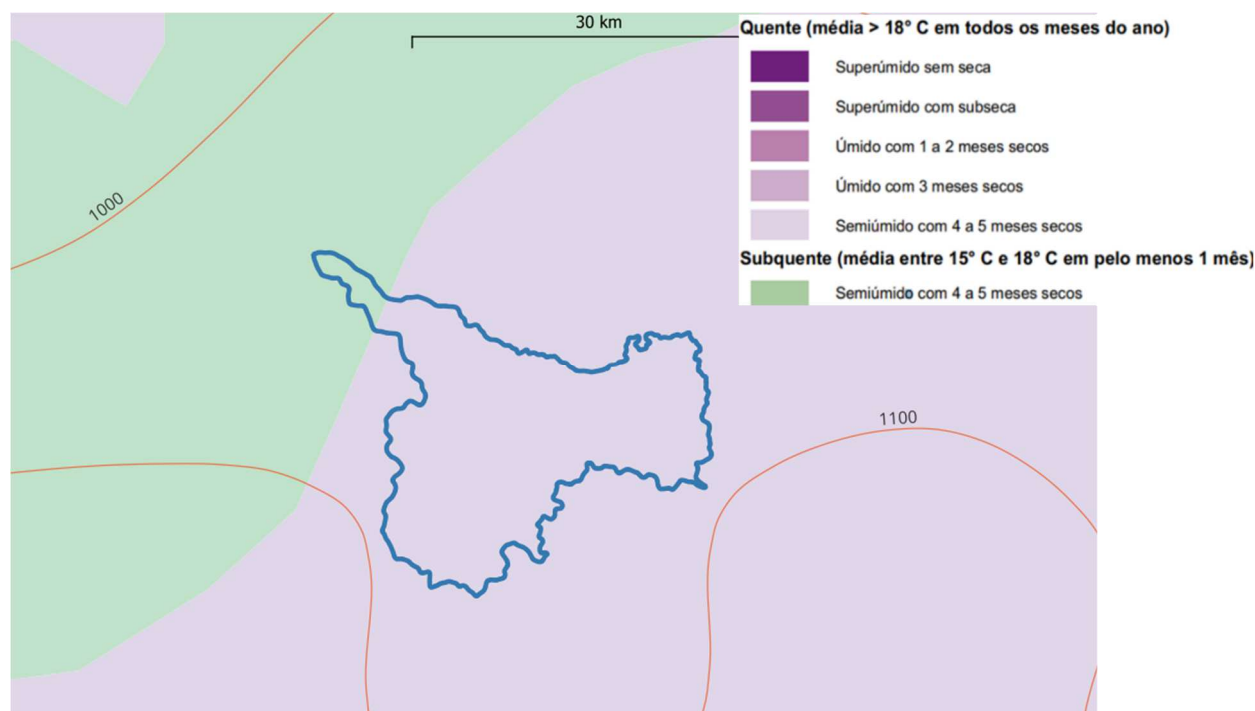 30 km
Quente (média > 18° C em todos os meses do ano)
Superúmido sem seca
Superúmido com subseca
Úmido com 1 a 2 meses secos
Úmido com 3 meses secos
Semiúmido com 4 a 5 meses secos
Subquente (média entre 15° C e 18° C em pelo menos 1 mês)
Semiúmido com 4 a 5 meses secos
1000
1100